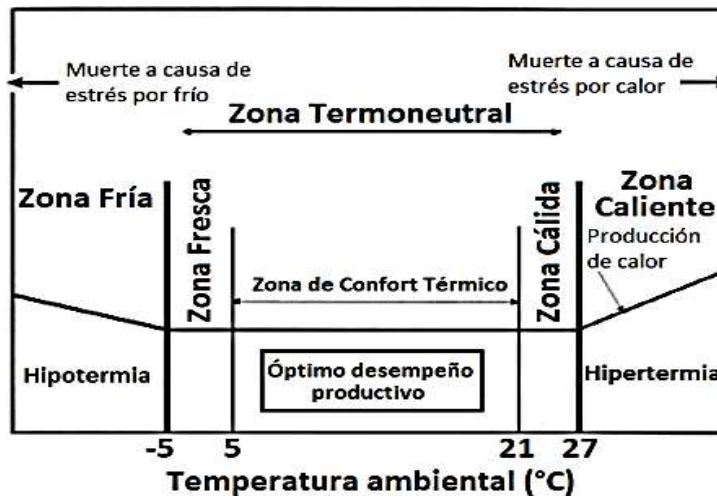 Muerte a causa de
estrés por frío
Muerte a causa de
estrés por calor
Zona Termoneutral
Zona Fría
Zona Fresca
Zona de Confort Térmico
Zona Cálida
Zona
Caliente
Producción
de calor
Hipotermia
Óptimo desempeño
productivo
Hipertermia
-5 5 21 27
Temperatura ambiental (°C)